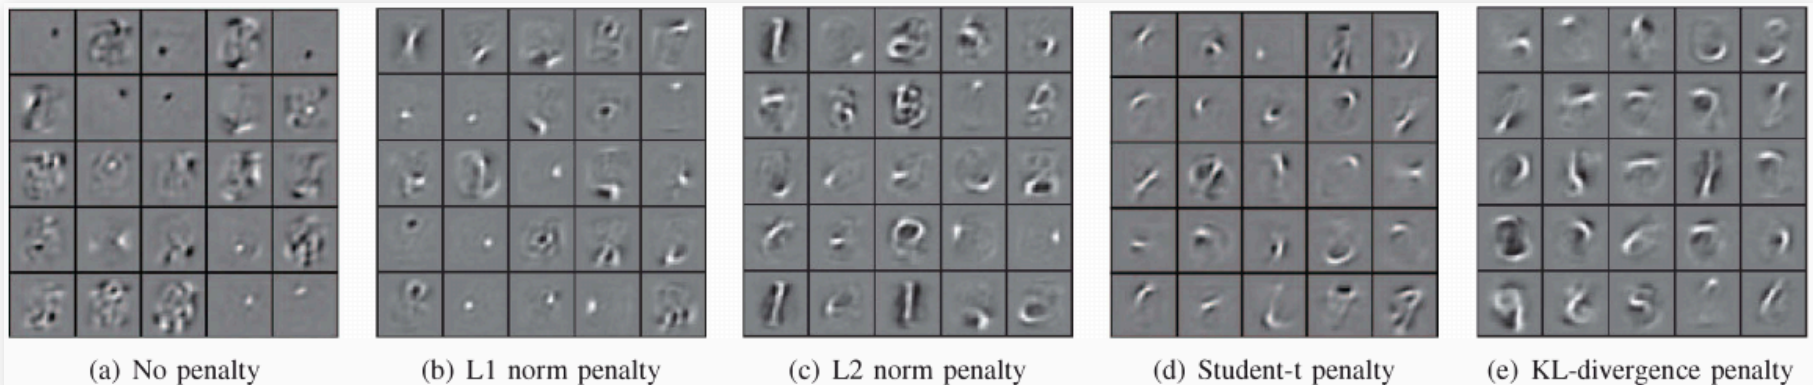 (a) No penalty
(b) L1 norm penalty
(c) L2 norm penalty
(d) Student-t penalty
(e) KL-divergence penalty